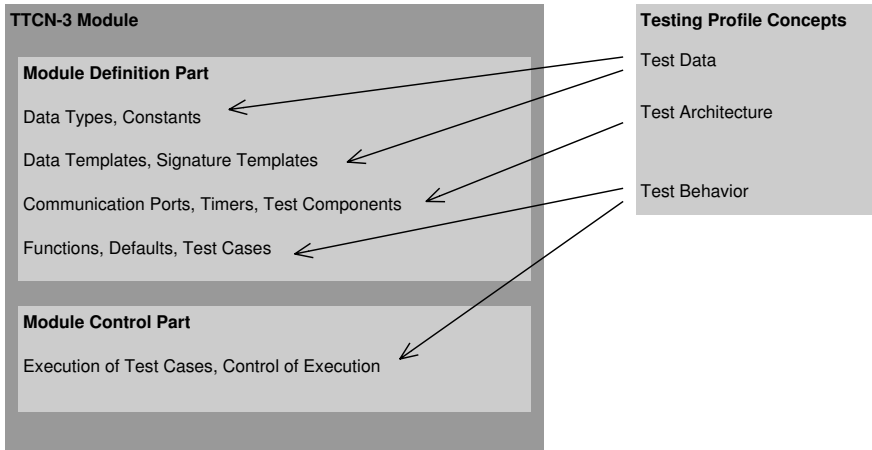 TTCN-3 Module
Module Definition Part
Data Types, Constants
Data Templates, Signature Templates
Communication Ports, Timers, Test Components
Functions, Defaults, Test Cases
Module Control Part
Execution of Test Cases, Control of Execution
Testing Profile Concepts
Test Data
Test Architecture
Test Behavior